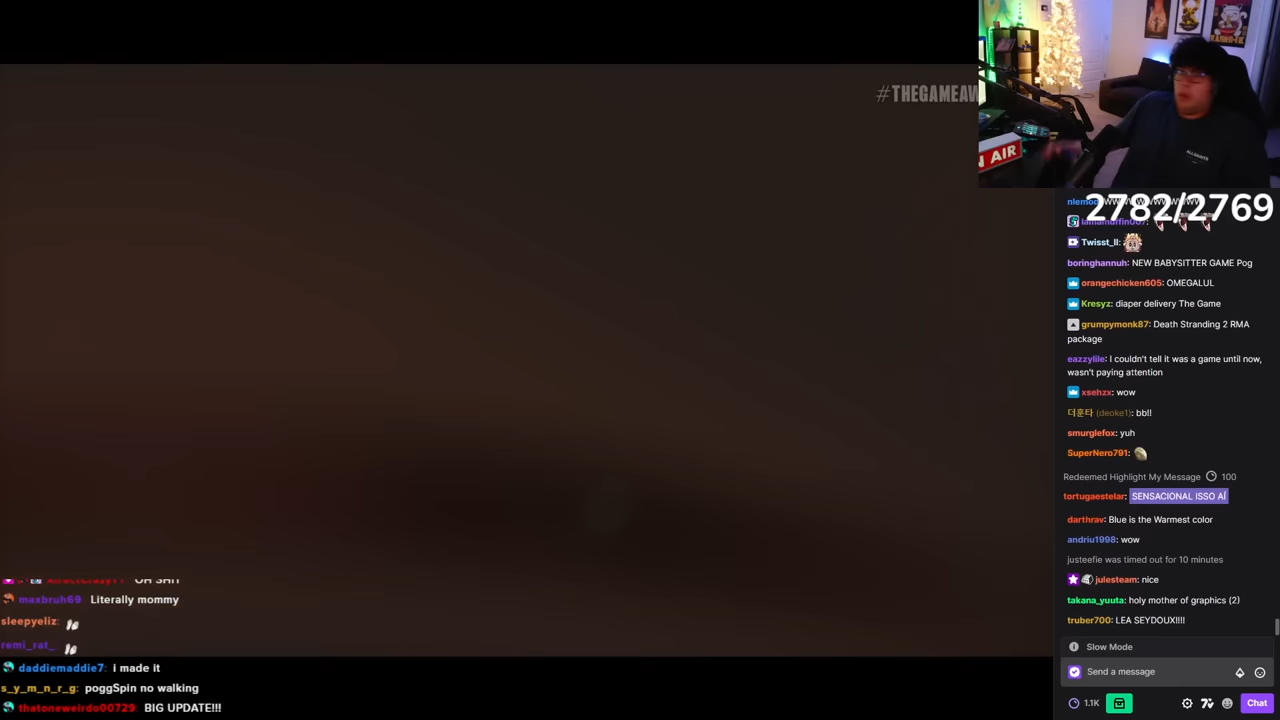 #THEGAMEAW
N AIR
ALLSAINTS
2782/2769
Twisst_ll:
boringhannuh: NEW BABYSITTER GAME Pog
orangechicken605: OMEGALUL
Kresyz: diaper delivery The Game
grumpymonk87: Death Stranding 2 RMA
package
eazzylile: I couldn't tell it was a game until now,
wasn't paying attention
xsehzx: wow
더훈타 (deoke1): bb!!
smurglefox: yuh
SuperNero791:
Redeemed Highlight My Message 100
tortugaestelar: SENSACIONAL ISSO AÍ
darthrav: Blue is the Warmest color
andriu1998: wow
justeefie was timed out for 10 minutes
julesteam: nice
takana_yuuta: holy mother of graphics (2)
truber700: LEA SEYDOUX!!!!
Slow Mode
Send a message
1.1K
Chat
OH SHIT
maxbruh69 Literally mommy
sleepyeliz:
remi_rat_
daddiemaddie7: i made it
s_y_m_n_r_g: poggSpin no walking
thatoneweirdo00729 BIG UPDATE!!!